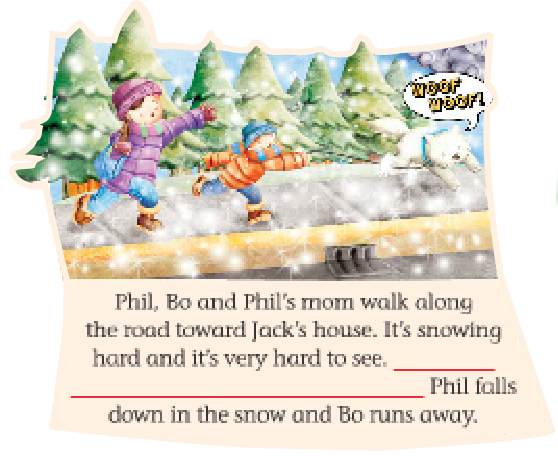 WOOF
WOOF!
Phil, Bo and Phil's mom walk along
the road toward Jack's house. It's snowing
hard and it's very hard to see.
Phil falls
down in the snow and Bo runs away.